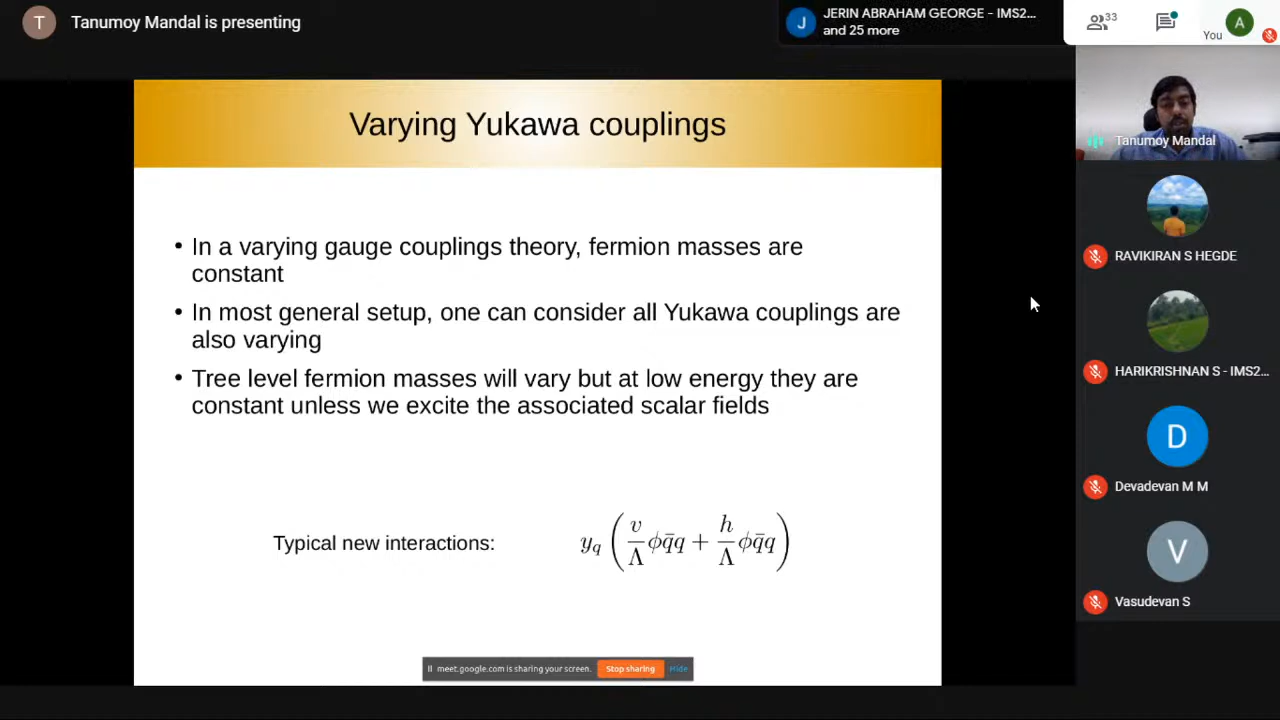 T
Tanumoy Mandal is presenting
J
JERIN ABRAHAM GEORGE - IMS2...
and 25 more
33
You
A
Varying Yukawa couplings
Tanumoy Mandal
• In a varying gauge couplings theory, fermion masses are
constant
• In most general setup, one can consider all Yukawa couplings are
also varying
• Tree level fermion masses will vary but at low energy they are
constant unless we excite the associated scalar fields
Typical new interactions: y_q ( v/Λ ϕq̄q + h/Λ ϕq̄q )
RAVIKIRAN S HEGDE
HARIKRISHNAN S - IMS2...
D
Devadevan M M
V
Vasudevan S
meet.google.com is sharing your screen. Stop sharing Hide